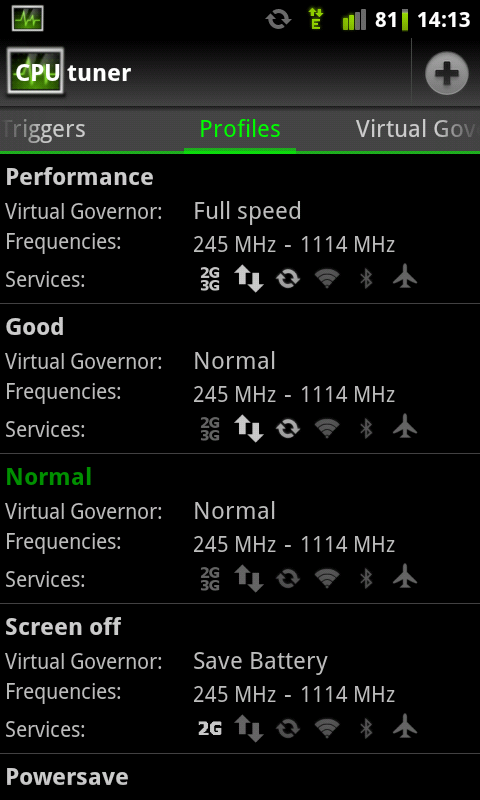 E 81 14:13
CPU tuner
Triggers Profiles Virtual Gov
Performance
Virtual Governor: Full speed
Frequencies: 245 MHz - 1114 MHz
Services: 2G 3G
Good
Virtual Governor: Normal
Frequencies: 245 MHz - 1114 MHz
Services: 2G 3G
Normal
Virtual Governor: Normal
Frequencies: 245 MHz - 1114 MHz
Services: 2G 3G
Screen off
Virtual Governor: Save Battery
Frequencies: 245 MHz - 1114 MHz
Services: 2G
Powersave